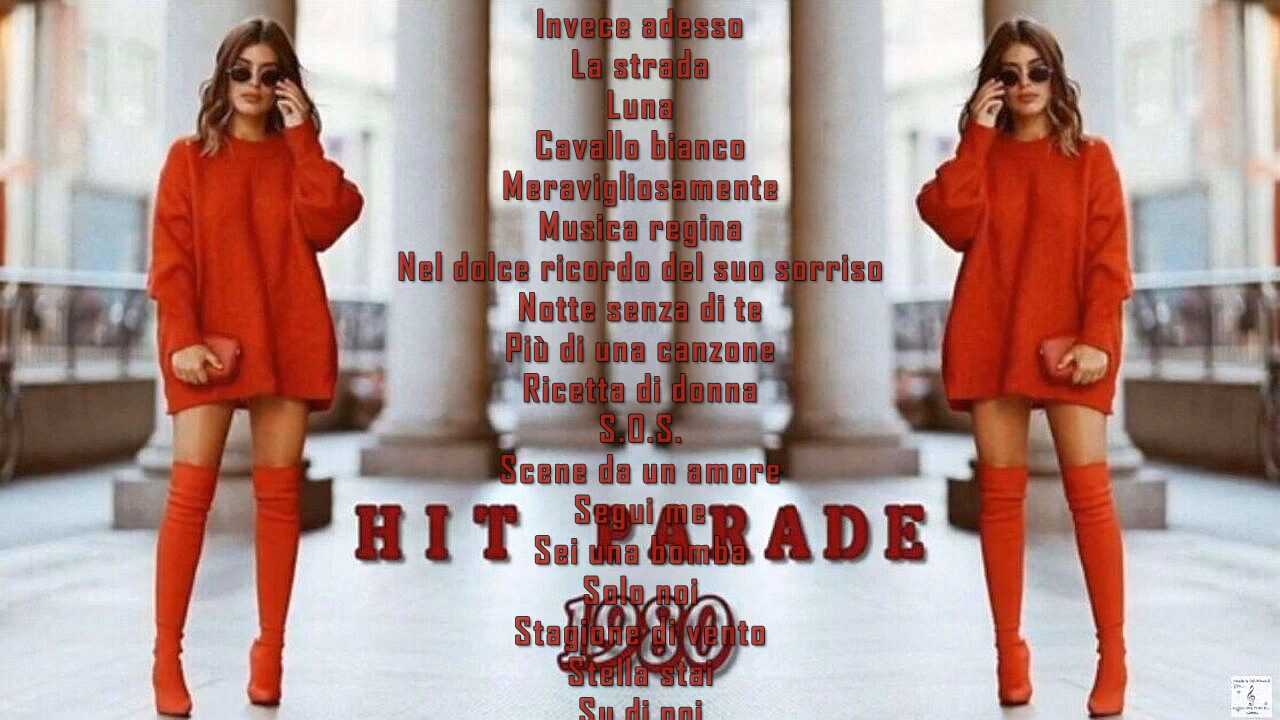 Invece adesso
La strada
Luna
Cavallo bianco
Meravigliosamente
Musica regina
Nel dolce ricordo del suo sorriso
Notte senza di te
Più di una canzone
Ricetta di donna
S.O.S.
Scene da un amore
Segui me
HIT PARADE
Sei una bomba
Solo noi
1980
Stagione di vento
Stella stai
Su di noi